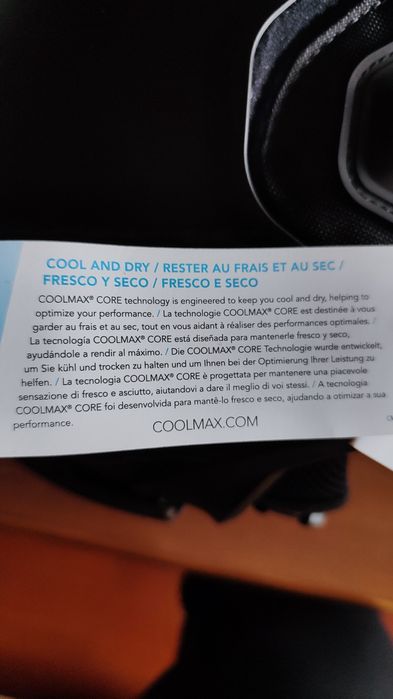 COOL AND DRY / RESTER AU FRAIS ET AU SEC /
FRESCO Y SECO / FRESCO E SECO
COOLMAX® CORE technology is engineered to keep you cool and dry, helping to
optimize your performance. / La technologie COOLMAX® CORE est destinée à vous
garder au frais et au sec, tout en vous aidant à réaliser des performances optimales. /
La tecnología COOLMAX® CORE está diseñada para mantenerle fresco y seco,
ayudándole a rendir al máximo. / Die COOLMAX® CORE Technologie wurde entwickelt,
um Sie kühl und trocken zu halten und um Ihnen bei der Optimierung Ihrer Leistung zu
helfen. / La tecnologia COOLMAX® CORE è progettata per mantenere una piacevole
sensazione di fresco e asciutto, aiutandovi a dare il meglio di voi stessi. / A tecnologia
COOLMAX® CORE foi desenvolvida para mantê-lo fresco e seco, ajudando a otimizar a sua
performance.
COOLMAX.COM